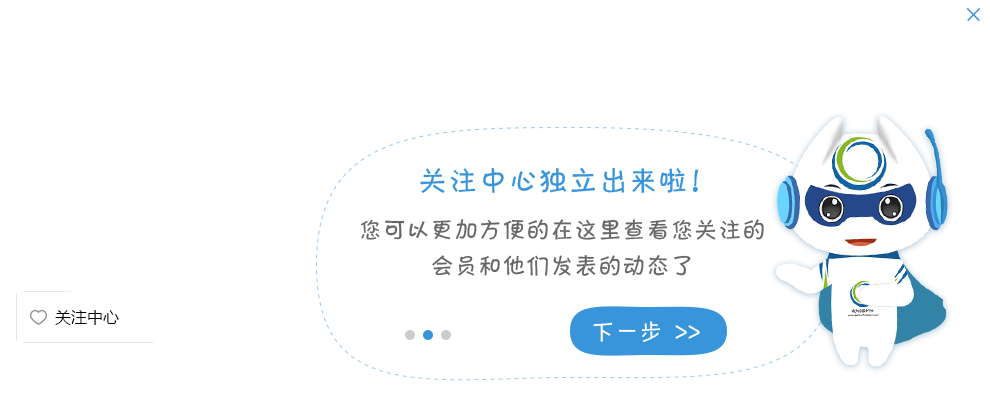 关注中心独立出来啦!
您可以更加方便的在这里查看您关注的
会员和他们发表的动态了
关注中心
下一步 >>